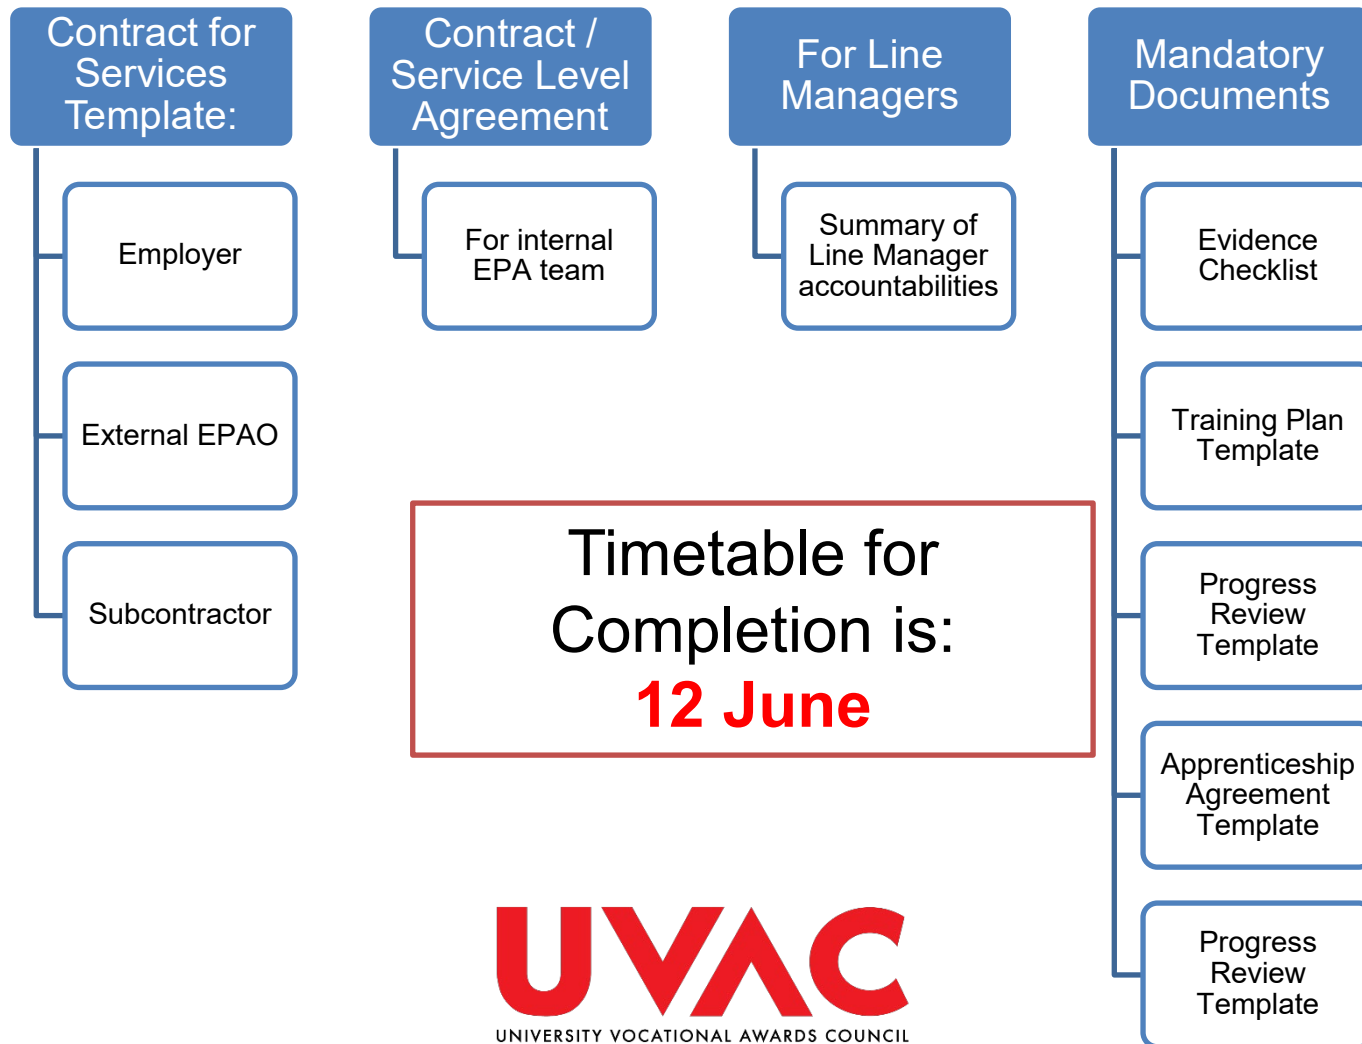 Contract for
Services
Template:
Employer
External EPAO
Subcontractor
Contract /
Service Level
Agreement
For internal
EPA team
For Line
Managers
Summary of
Line Manager
accountabilities
Mandatory
Documents
Evidence
Checklist
Training Plan
Template
Progress
Review
Template
Apprenticeship
Agreement
Template
Progress
Review
Template
Timetable for
Completion is:
12 June
UVAC
UNIVERSITY VOCATIONAL AWARDS COUNCIL